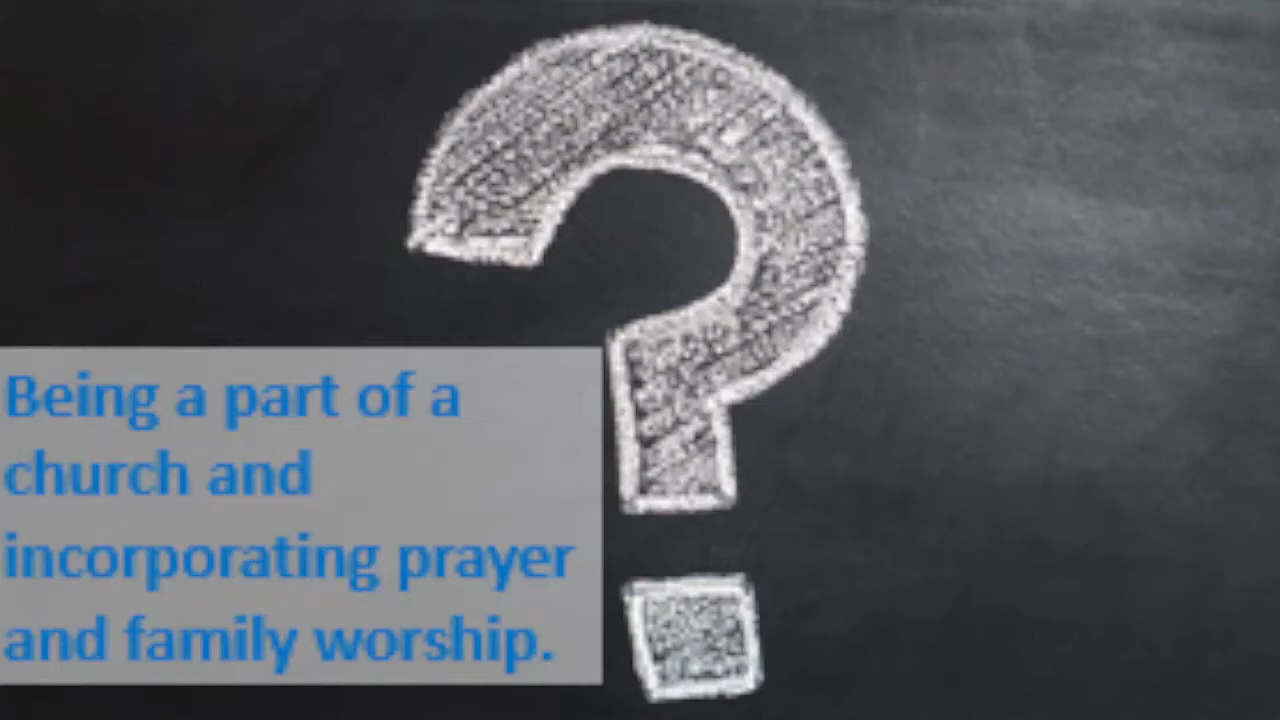 Being a part of a
church and
incorporating prayer
and family worship.